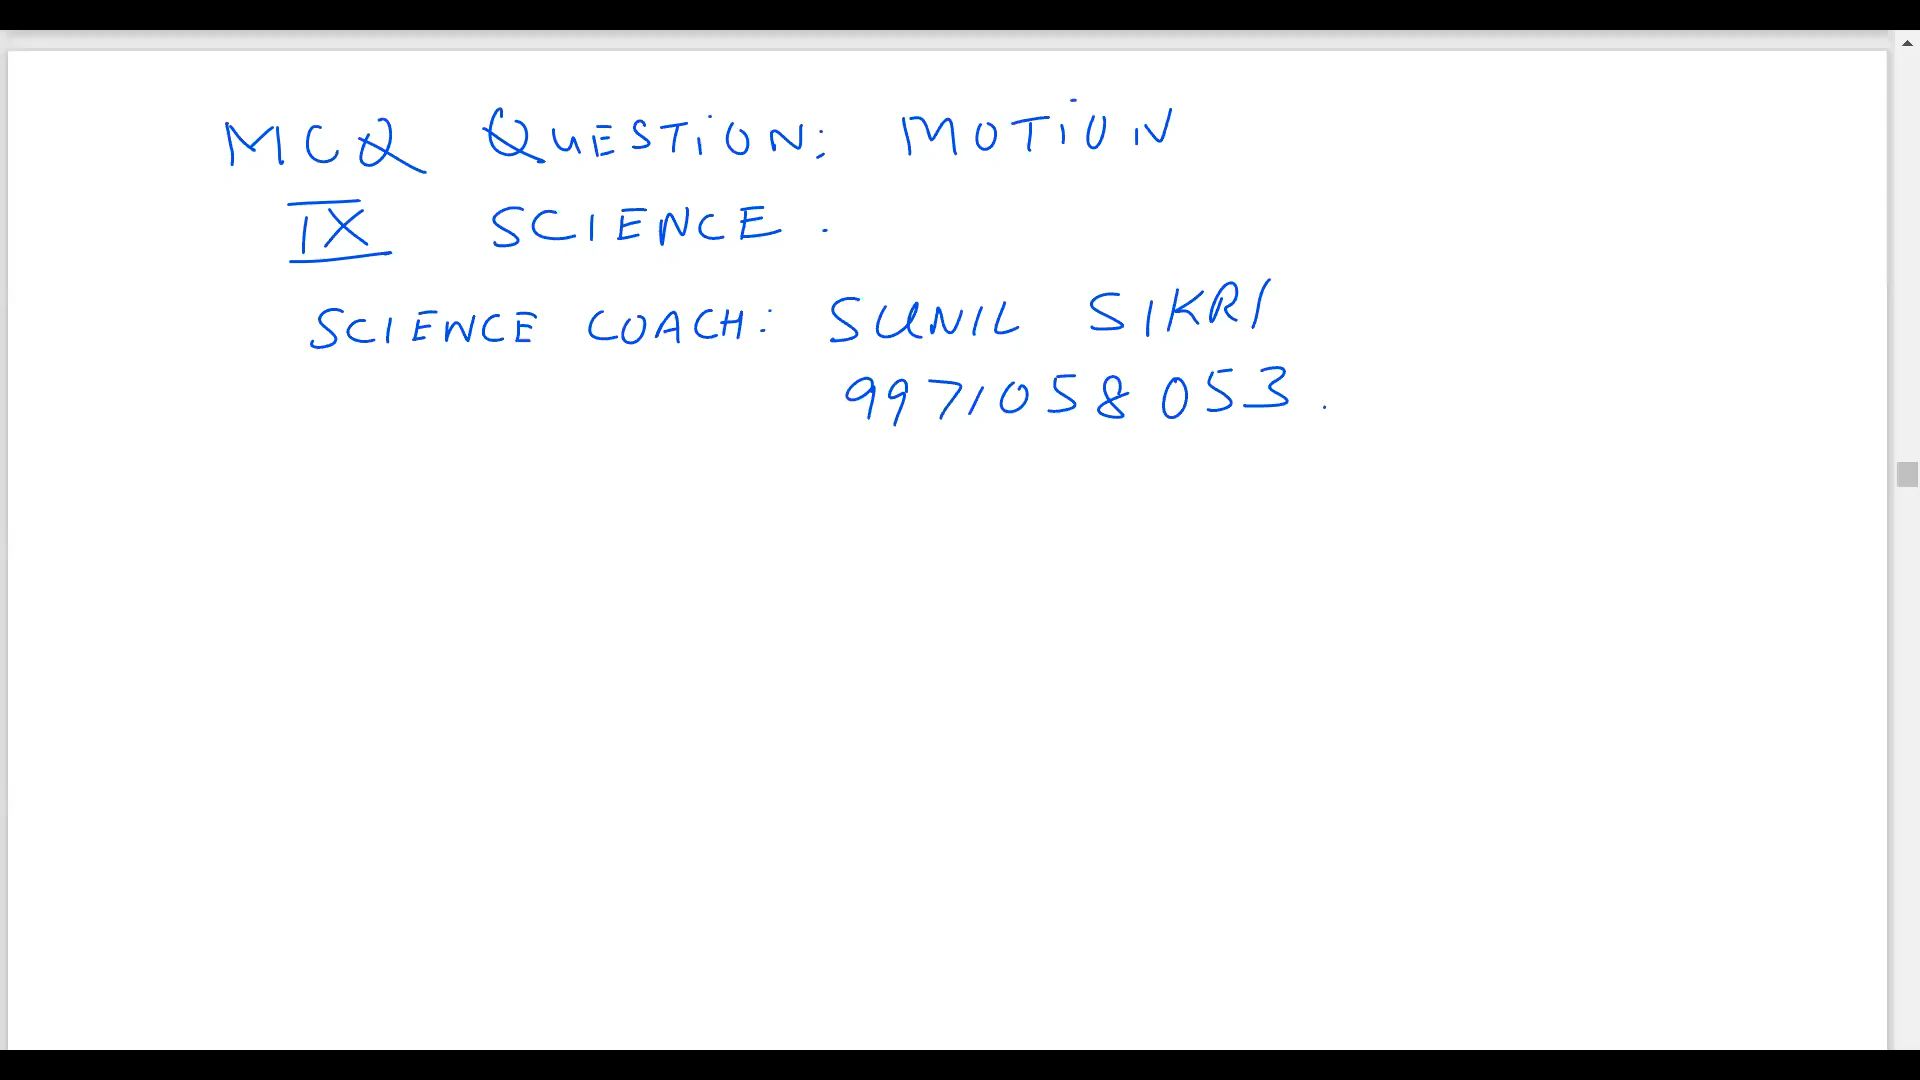 MCQ QUESTION: MOTION
IX SCIENCE.
SCIENCE COACH: SUNIL SIKRI
9971058053.